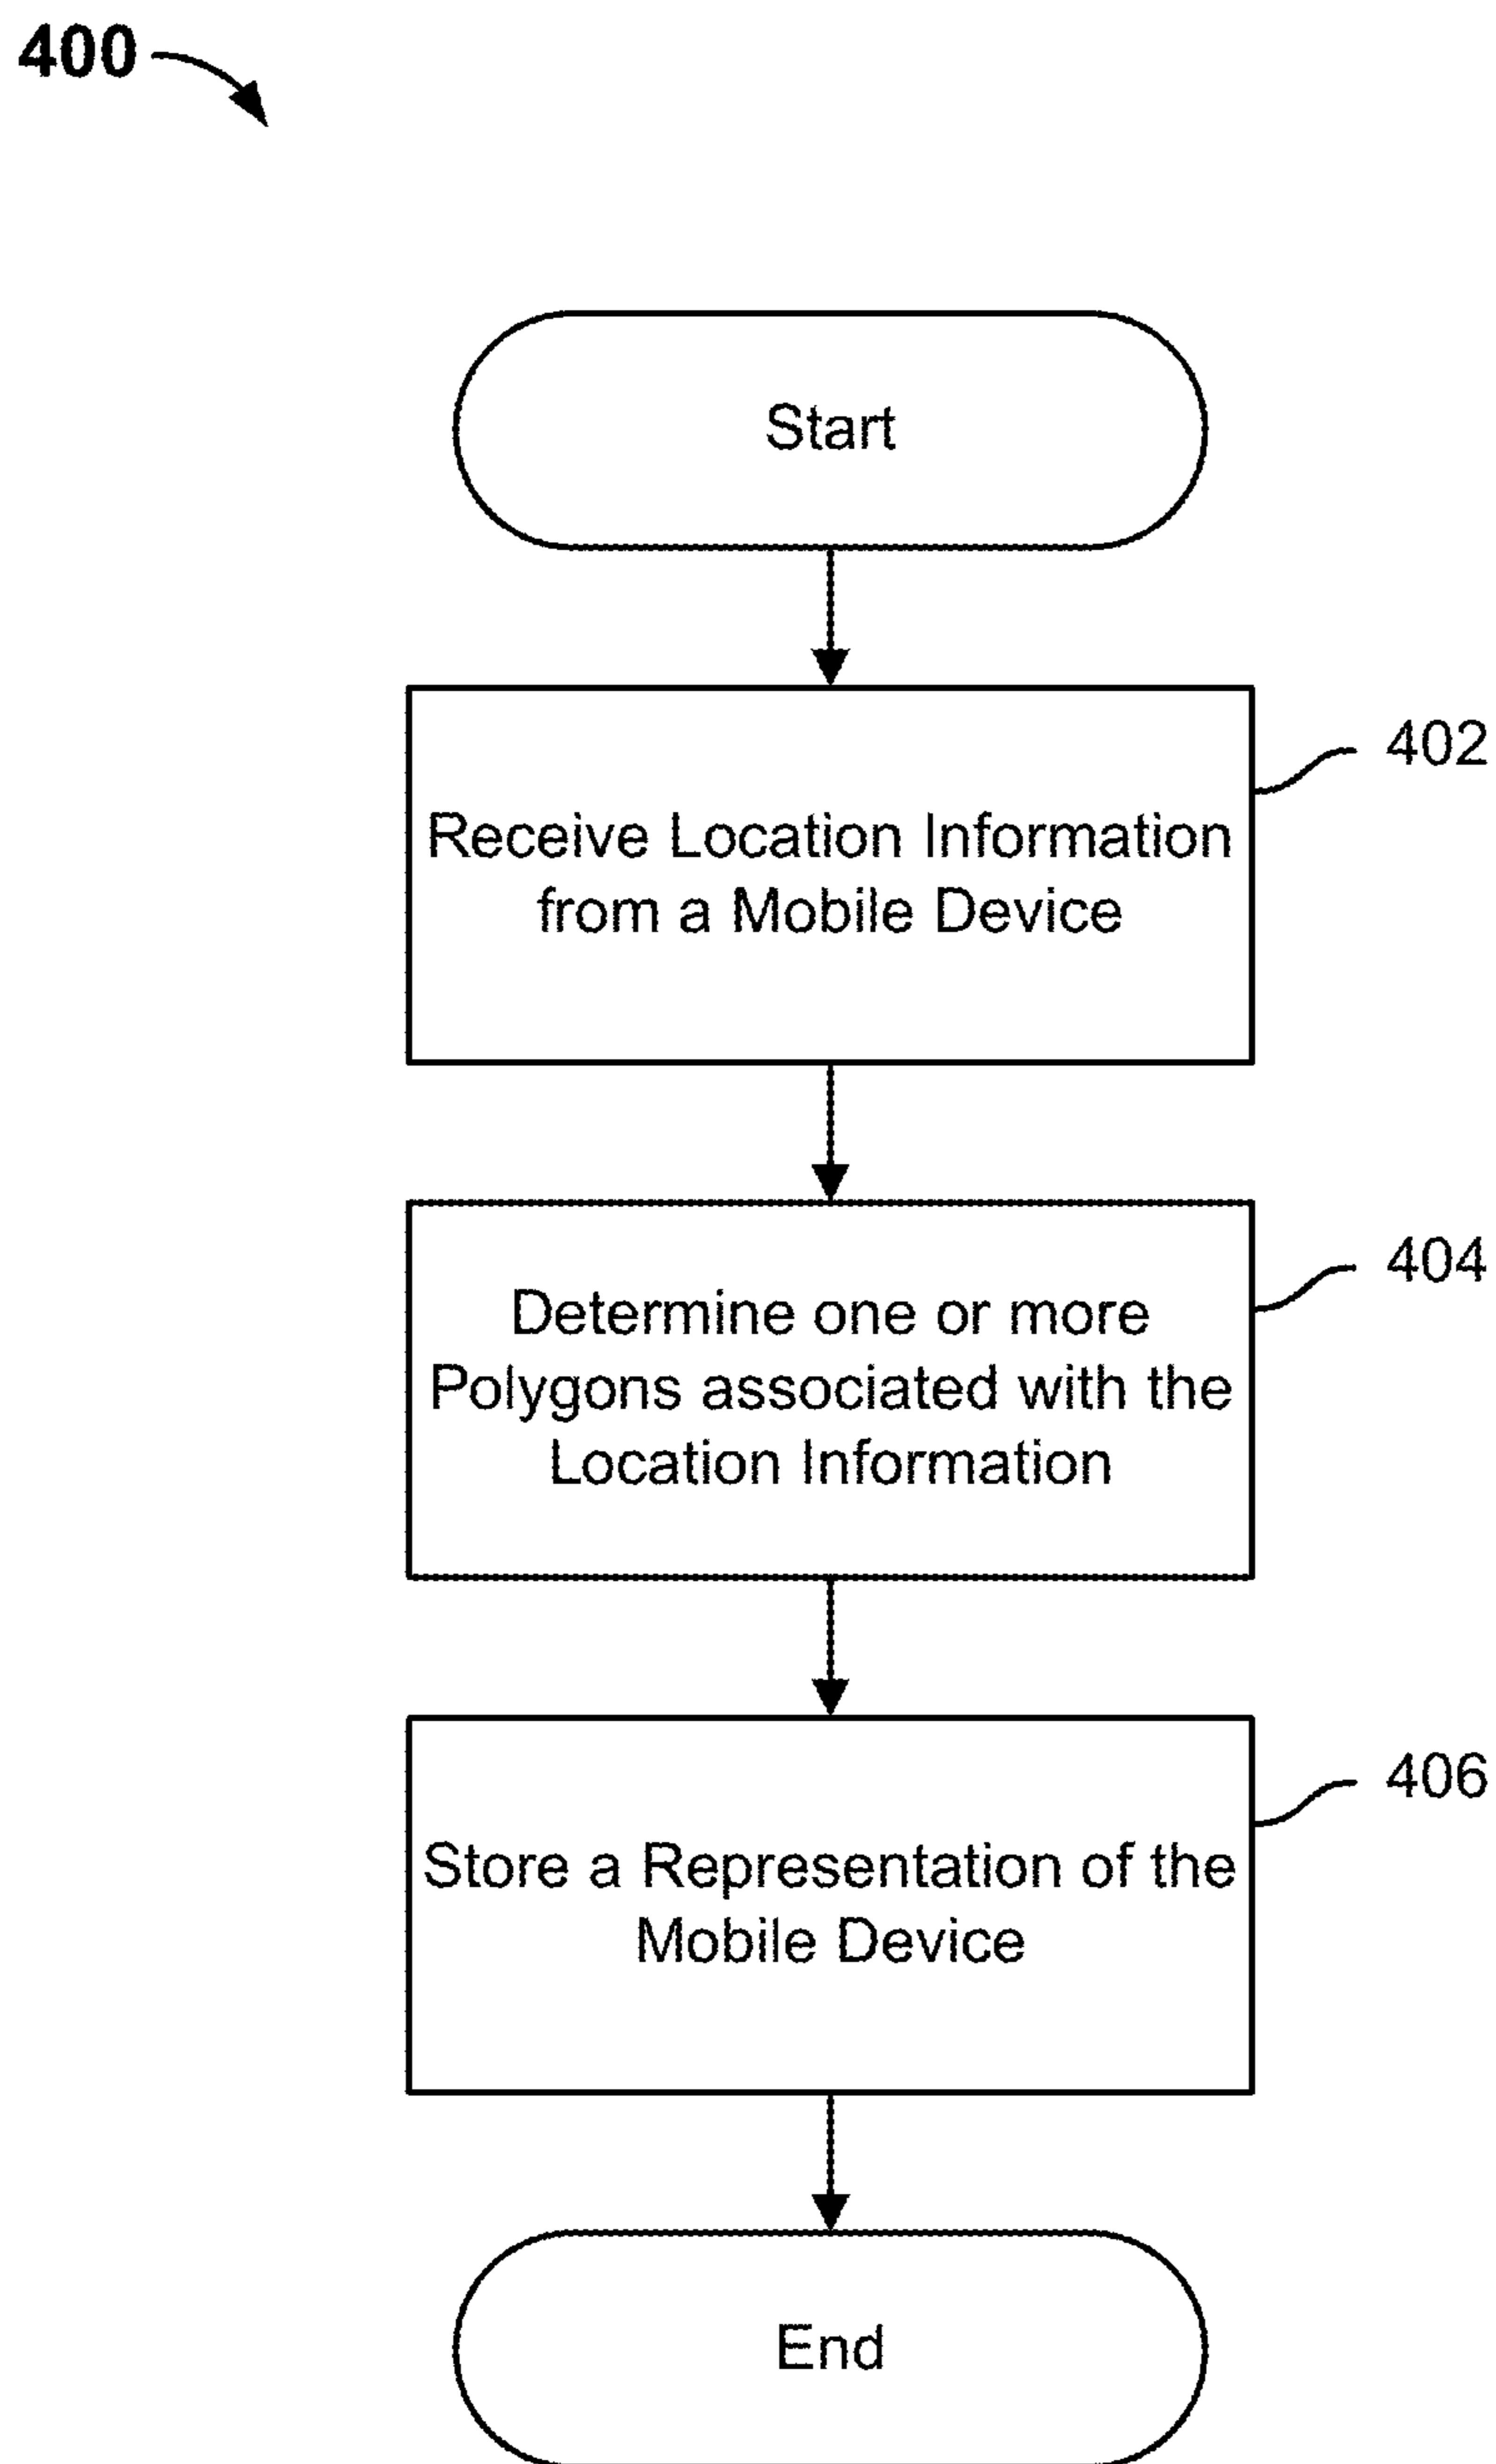 400
Start
402
Receive Location Information
from a Mobile Device
404
Determine one or more
Polygons associated with the
Location Information
406
Store a Representation of the
Mobile Device
End